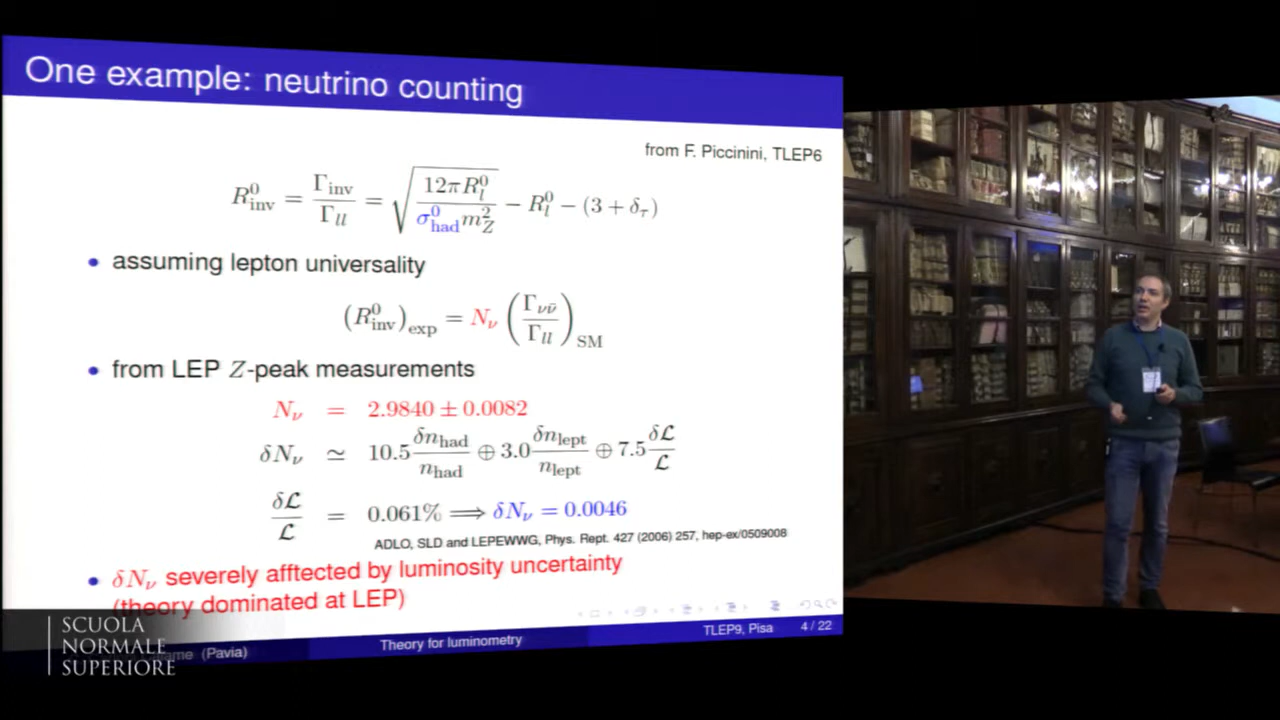 One example: neutrino counting
from F. Piccinini, TLEP6
R⁰_inv = Γ_inv / Γ_ll = √(12πR⁰_l / σ⁰_had m²_Z) − R⁰_l − (3 + δ_τ)
• assuming lepton universality
(R⁰_inv)_exp = N_ν (Γ_νν̄ / Γ_ll)_SM
• from LEP Z-peak measurements
N_ν = 2.9840 ± 0.0082
δN_ν ≃ 10.5 δn_had / n_had ⊕ 3.0 δn_lept / n_lept ⊕ 7.5 δℒ / ℒ
δℒ / ℒ = 0.061% ⟹ δN_ν = 0.0046
ADLO, SLD and LEPEWWG, Phys. Rept. 427 (2006) 257, hep-ex/0509008
• δN_ν severely afftected by luminosity uncertainty
(theory dominated at LEP)
(Pavia) Theory for luminometry TLEP9, Pisa 4 / 22
SCUOLA
NORMALE
SUPERIORE